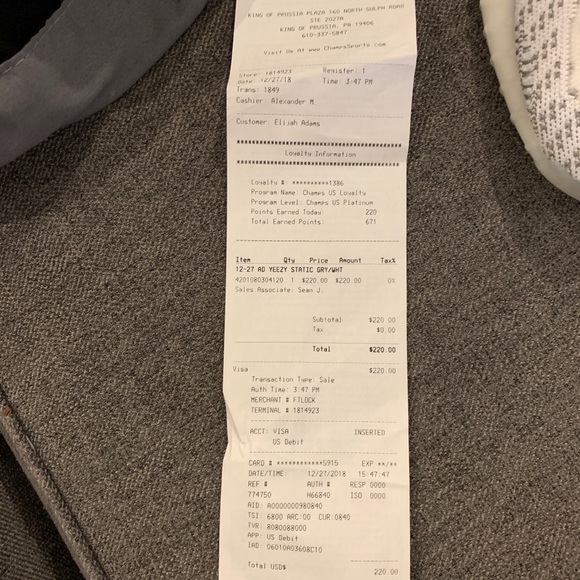 KING OF PRUSSIA PLAZA 160 NORTH GULPH ROAD
STE 2027A
KING OF PRUSSIA, PA 19406
610-337-5847
Visit Us At www.ChampsSports.com
Store: 1814923 Register: 1
Date: 12/27/18 Time: 3:47 PM
Trans: 1849
Cashier: Alexander M.
Customer: Elijah Adams
Loyalty Information
Loyalty #: **********1386
Program Name: Champs US Loyalty
Program Level: Champs US Platinum
Points Earned Today: 220
Total Earned Points: 671
Item Qty Price Amount Tax%
12-27 AD YEEZY STATIC GRY/WHT
4201080304120 1 $220.00 $220.00 0%
Sales Associate: Sean J.
Subtotal $220.00
Tax $0.00
Total $220.00
Visa $220.00
Transaction Type: Sale
Auth Time: 3:47 PM
MERCHANT # FTLOCK
TERMINAL # 1814923
ACCT: VISA INSERTED
US Debit
CARD # ************5915 EXP **/**
DATE/TIME: 12/27/2018 15:47:47
REF # AUTH # RESP 0000
774750 H66840 ISO 0000
AID: A0000000980840
TSI: 6800 ARC:00 CUR:0840
TVR: 8080088000
APP: US Debit
IAD: 06010A03608C10
Total USD$ 220.00